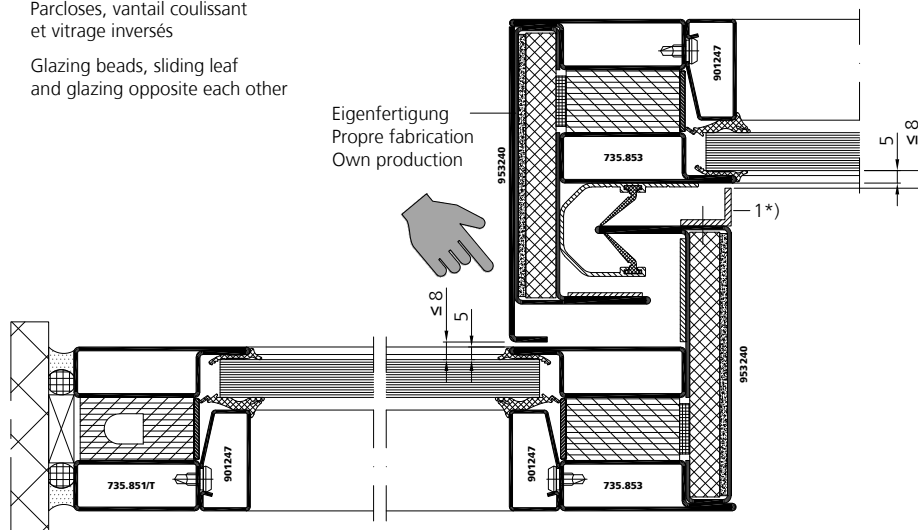 Parcloses, vantail coulissant
et vitrage inversés
Glazing beads, sliding leaf
and glazing opposite each other
Eigenfertigung
Propre fabrication
Own production
901247
953240
735.853
5
≤ 8
1*)
≤ 8
5
953240
735.851/T
901247
901247
735.853